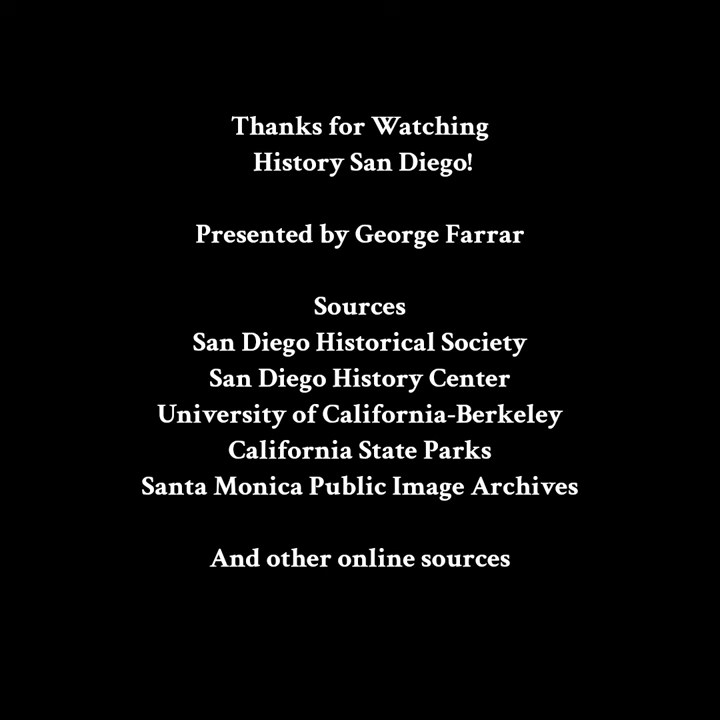 Thanks for Watching
History San Diego!
Presented by George Farrar
Sources
San Diego Historical Society
San Diego History Center
University of California-Berkeley
California State Parks
Santa Monica Public Image Archives
And other online sources